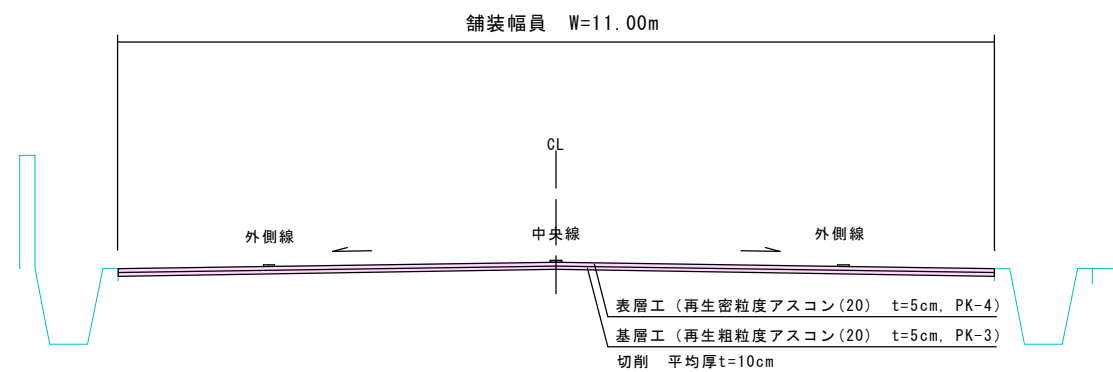 舗装幅員　W=11.00m
CL
外側線　中央線　外側線
表層工（再生密粒度アスコン(20)　t=5cm, PK-4）
基層工（再生粗粒度アスコン(20)　t=5cm, PK-3）
切削　平均厚t=10cm